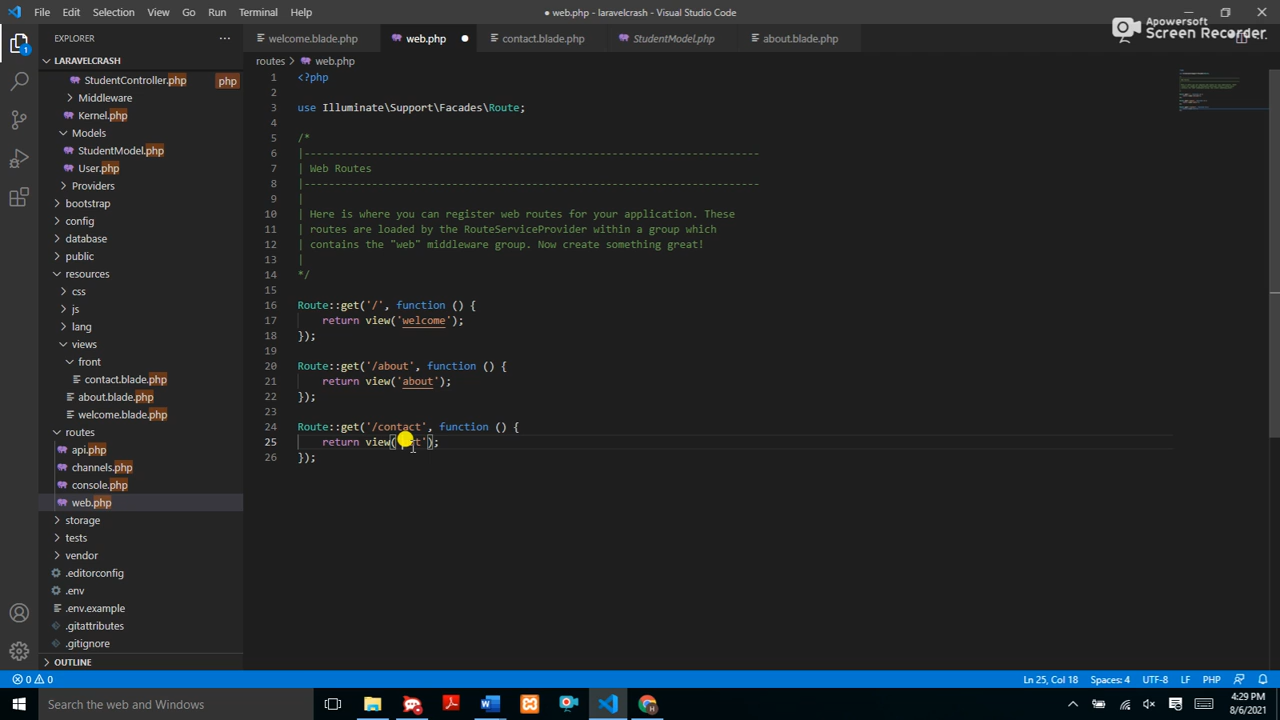 File Edit Selection View Go Run Terminal Help
● web.php - laravelcrash - Visual Studio Code
Apowersoft
Screen Recorder
EXPLORER
welcome.blade.php web.php ● contact.blade.php StudentModel.php about.blade.php
LARAVELCRASH
routes > web.php
StudentController.php php
Middleware
Kernel.php
Models
StudentModel.php
User.php
Providers
bootstrap
config
database
public
resources
css
js
lang
views
front
contact.blade.php
about.blade.php
welcome.blade.php
routes
api.php
channels.php
console.php
web.php
storage
tests
vendor
.editorconfig
.env
.env.example
.gitattributes
.gitignore
OUTLINE
1 <?php
2
3 use Illuminate\Support\Facades\Route;
4
5 /*
6 |--------------------------------------------------------------------------
7 | Web Routes
8 |--------------------------------------------------------------------------
9 |
10 | Here is where you can register web routes for your application. These
11 | routes are loaded by the RouteServiceProvider within a group which
12 | contains the "web" middleware group. Now create something great!
13 |
14 */
15
16 Route::get('/', function () {
17 return view('welcome');
18 });
19
20 Route::get('/about', function () {
21 return view('about');
22 });
23
24 Route::get('/contact', function () {
25 return view('
26 });
1
0 0
Ln 25, Col 18 Spaces: 4 UTF-8 LF PHP
Search the Web and Windows
4:29 PM
8/6/2021